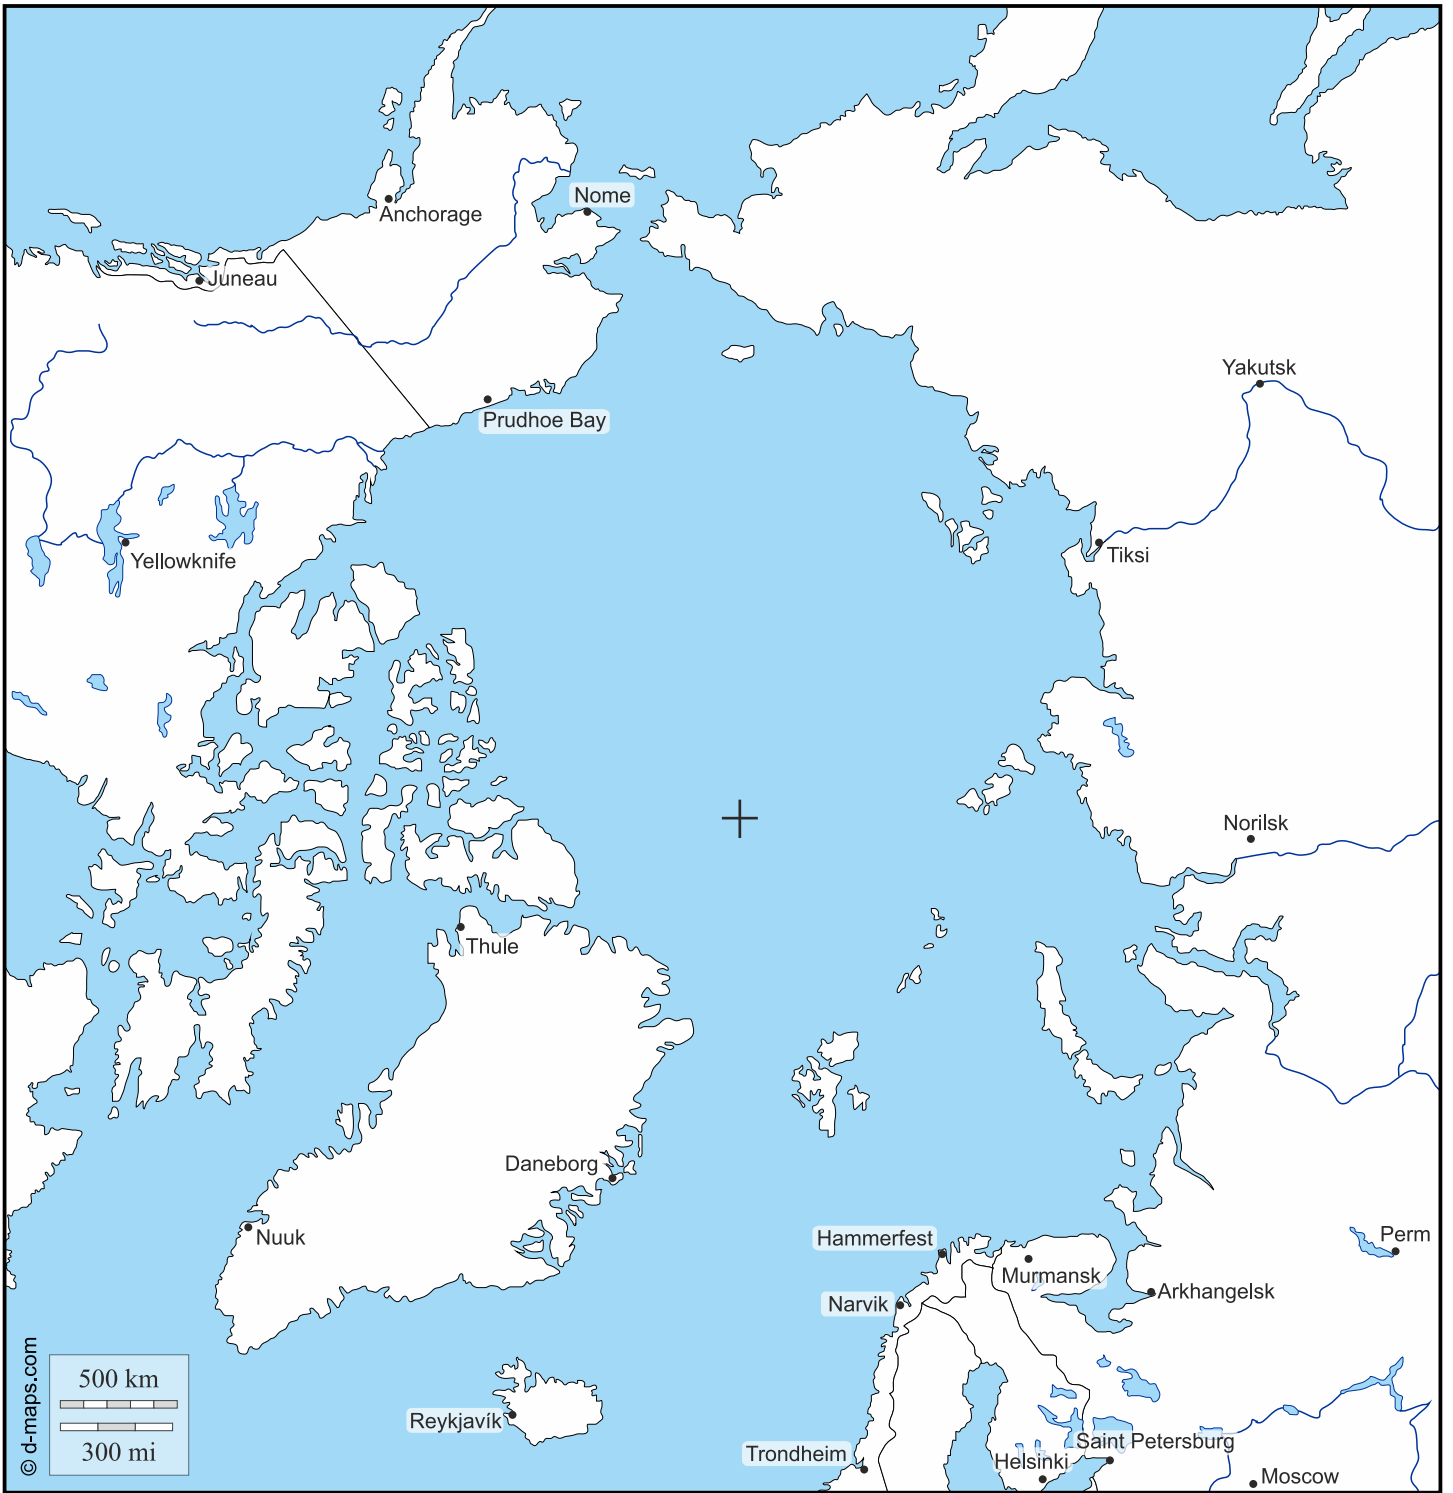 Nome
Anchorage
Juneau
Yakutsk
Prudhoe Bay
Yellowknife
Tiksi
Norilsk
Thule
Daneborg
Nuuk
Hammerfest
Perm
Murmansk
Narvik
Arkhangelsk
© d-maps.com
500 km
300 mi
Reykjavík
Trondheim
Saint Petersburg
Helsinki
Moscow